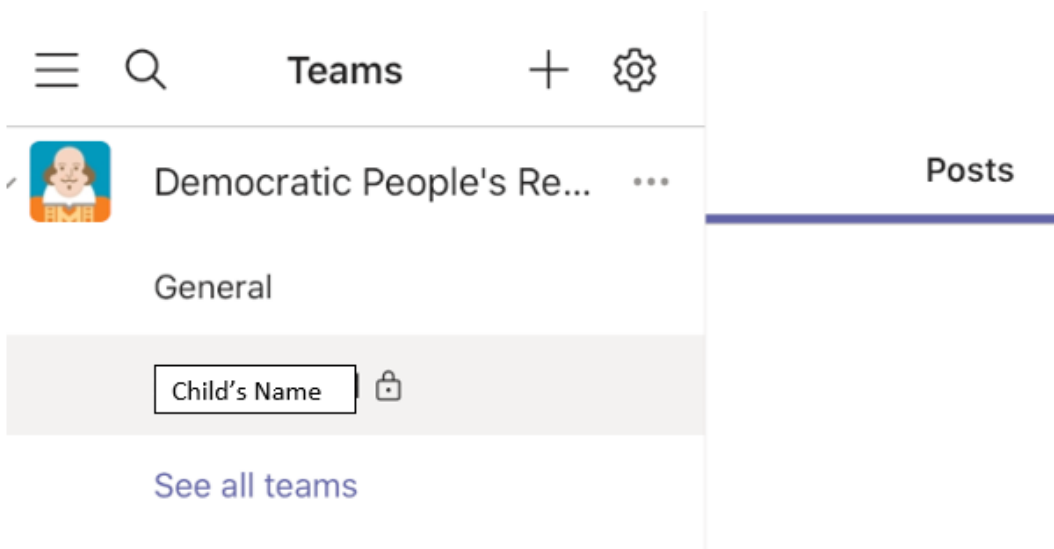 Teams
Democratic People's Re...
Posts
General
Child's Name
See all teams